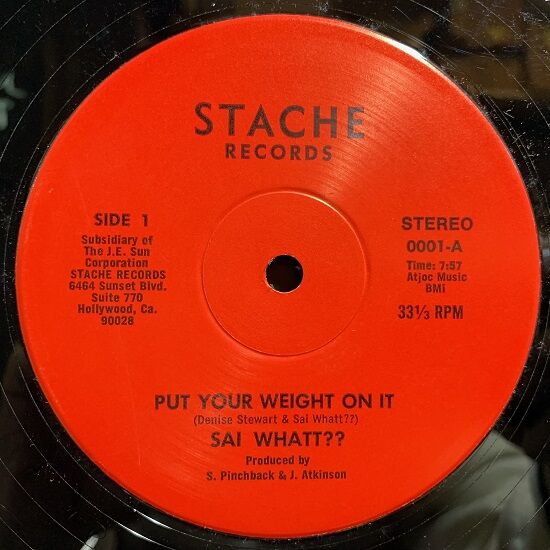 STACHE
RECORDS
SIDE 1
Subsidiary of
The J.E. Sun
Corporation
STACHE RECORDS
6464 Sunset Blvd.
Suite 770
Hollywood, Ca.
90028
STEREO
0001-A
Time: 7:57
Atjoc Music
BMi
33⅓ RPM
PUT YOUR WEIGHT ON IT
(Denise Stewart & Sai Whatt??)
SAI WHATT??
Produced by
S. Pinchback & J. Atkinson